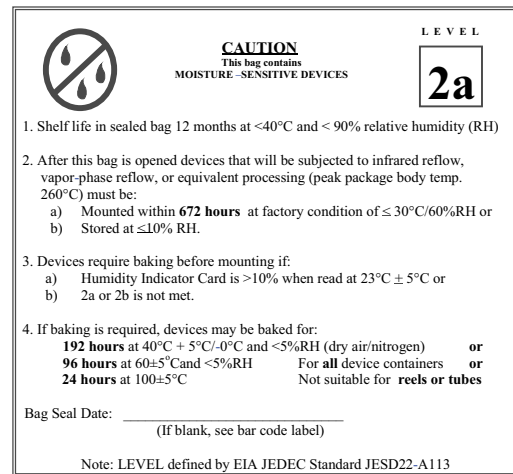 LEVEL
CAUTION
This bag contains
MOISTURE –SENSITIVE DEVICES
2a
1. Shelf life in sealed bag 12 months at <40°C and < 90% relative humidity (RH)
2. After this bag is opened devices that will be subjected to infrared reflow,
vapor-phase reflow, or equivalent processing (peak package body temp.
260°C) must be:
a) Mounted within 672 hours at factory condition of ≤ 30°C/60%RH or
b) Stored at ≤10% RH.
3. Devices require baking before mounting if:
a) Humidity Indicator Card is >10% when read at 23°C ± 5°C or
b) 2a or 2b is not met.
4. If baking is required, devices may be baked for:
192 hours at 40°C + 5°C/-0°C and <5%RH (dry air/nitrogen) or
96 hours at 60±5°Cand <5%RH For all device containers or
24 hours at 100±5°C Not suitable for reels or tubes
Bag Seal Date: ______________________________
(If blank, see bar code label)
Note: LEVEL defined by EIA JEDEC Standard JESD22-A113